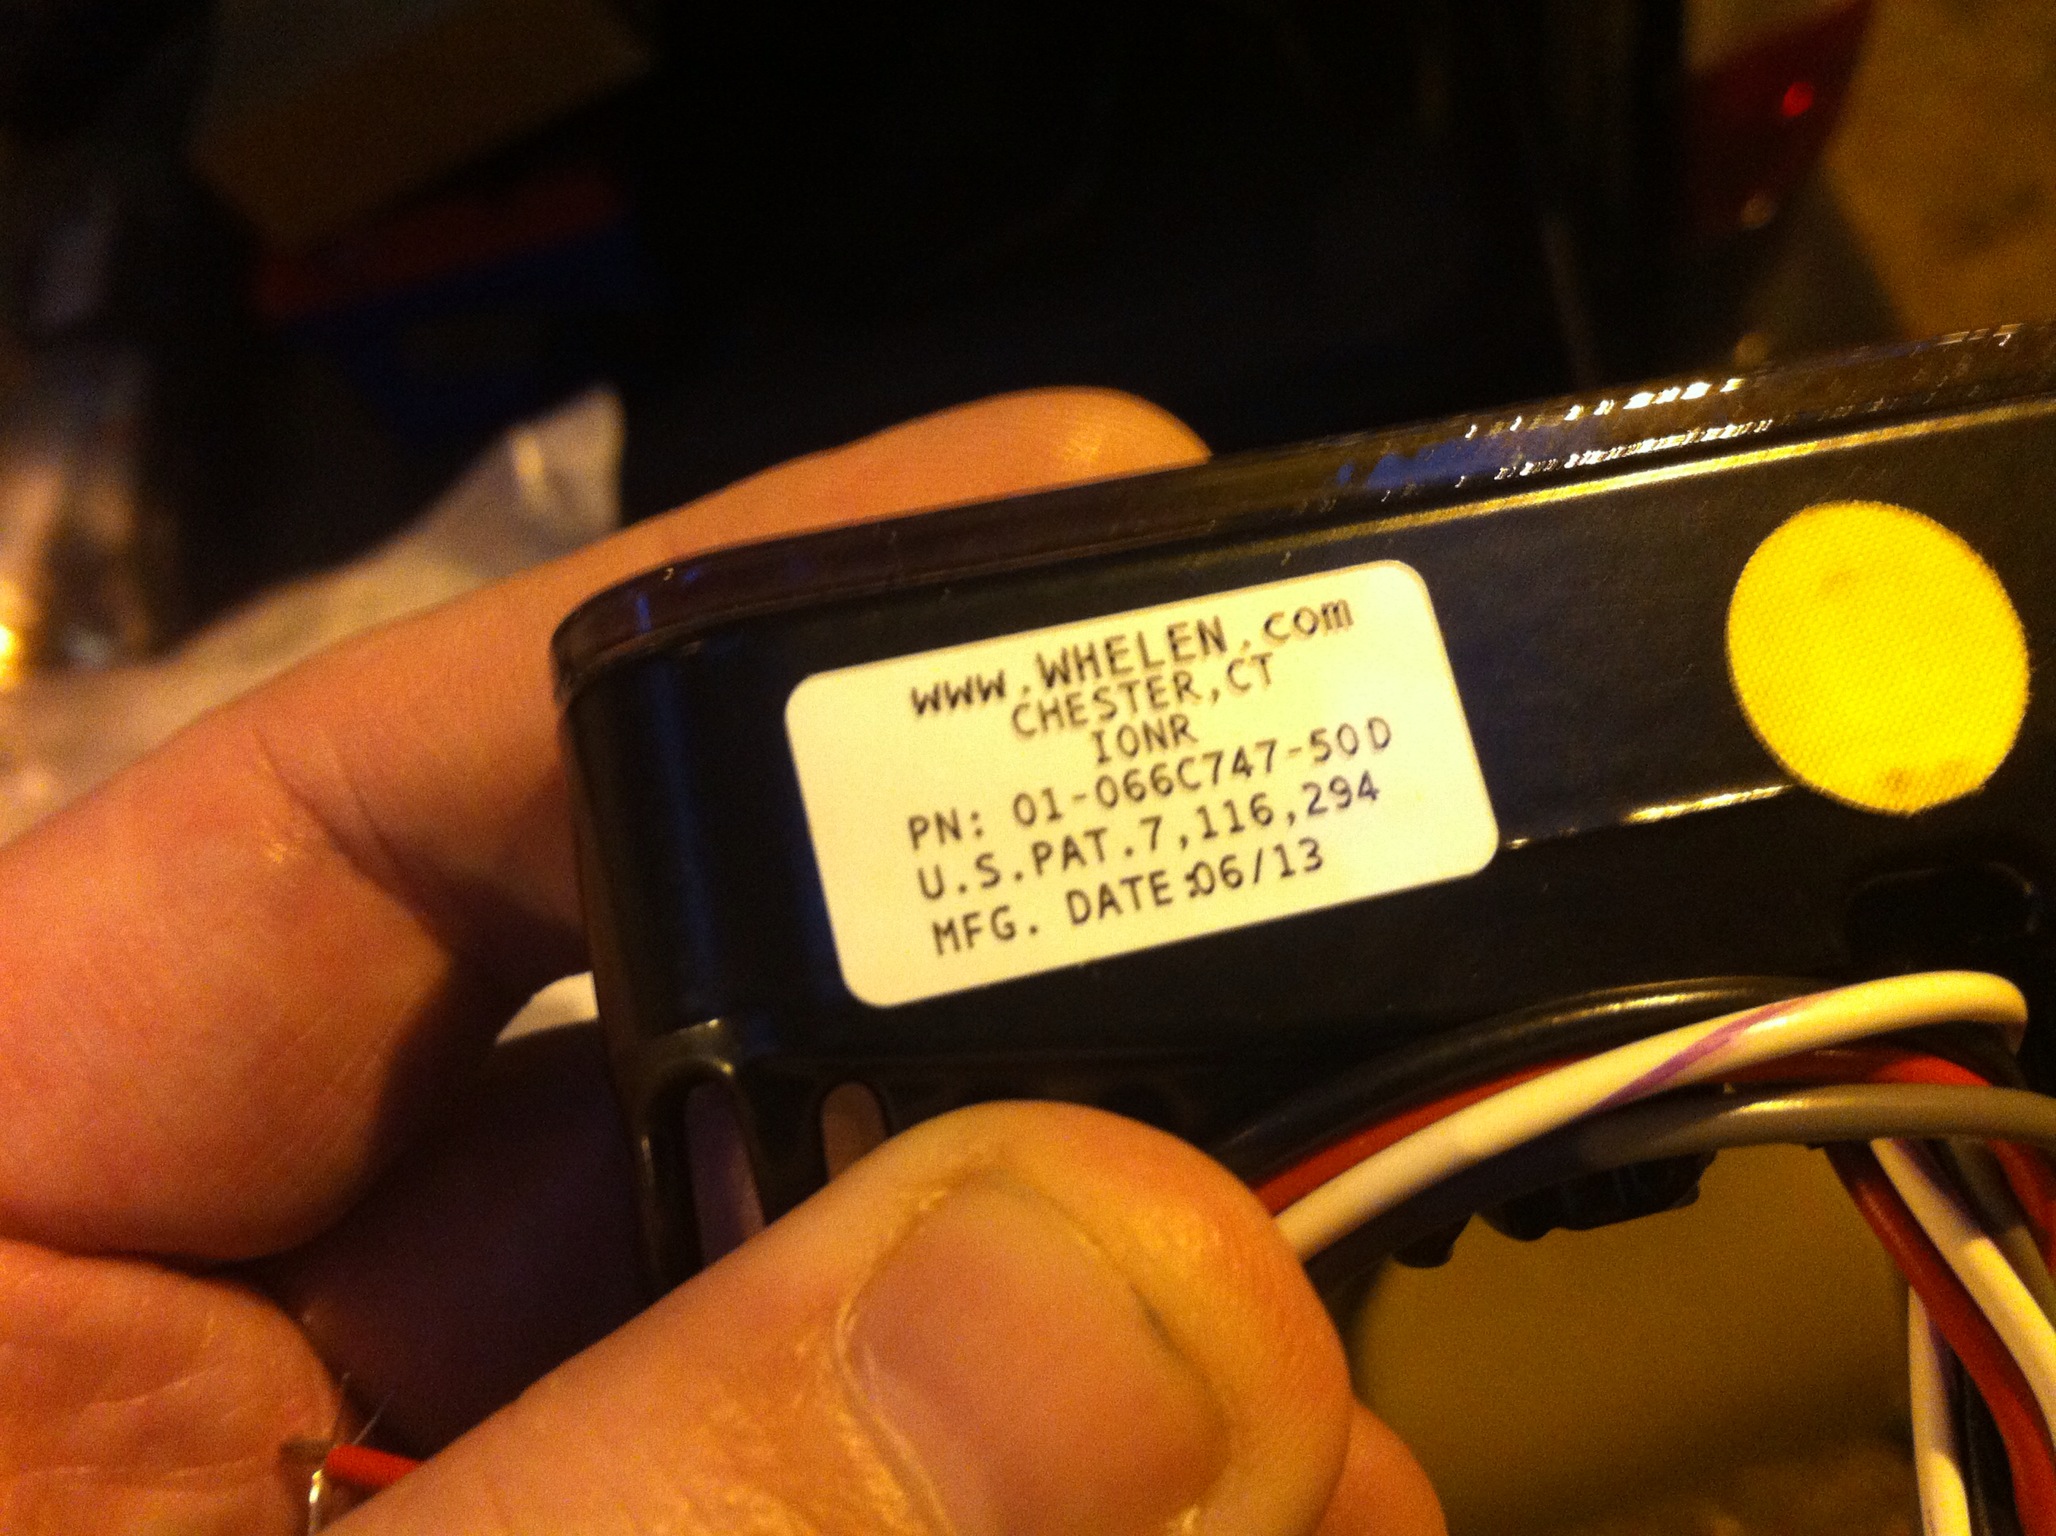 www.WHELEN.com
CHESTER,CT
IONR
PN: 01-066C747-50D
U.S.PAT.7,116,294
MFG. DATE:06/13